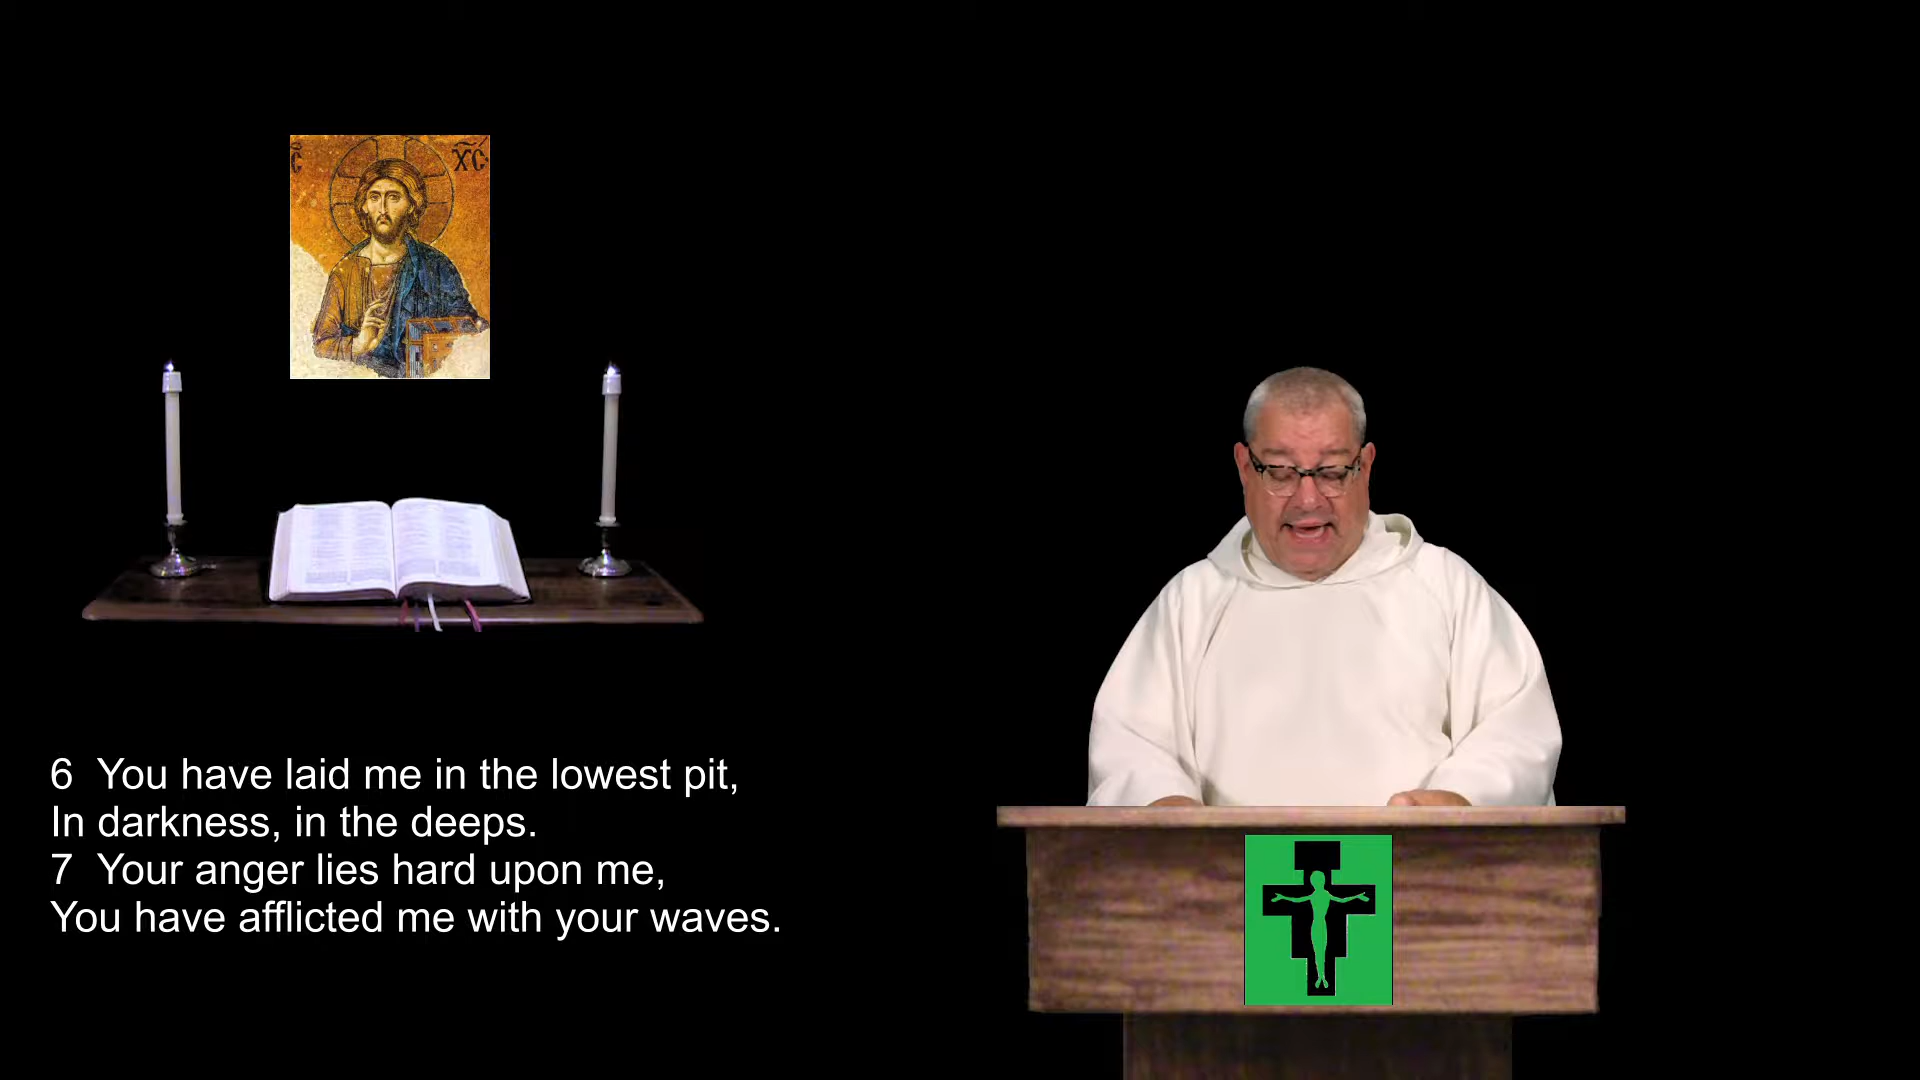 C̅ X̅C̅
6 You have laid me in the lowest pit,
In darkness, in the deeps.
7 Your anger lies hard upon me,
You have afflicted me with your waves.